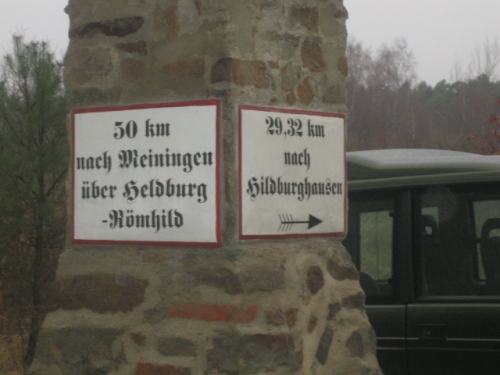 50 km
nach Meiningen
über Heldburg
-Römhild
29,32 km
nach
Hildburghausen